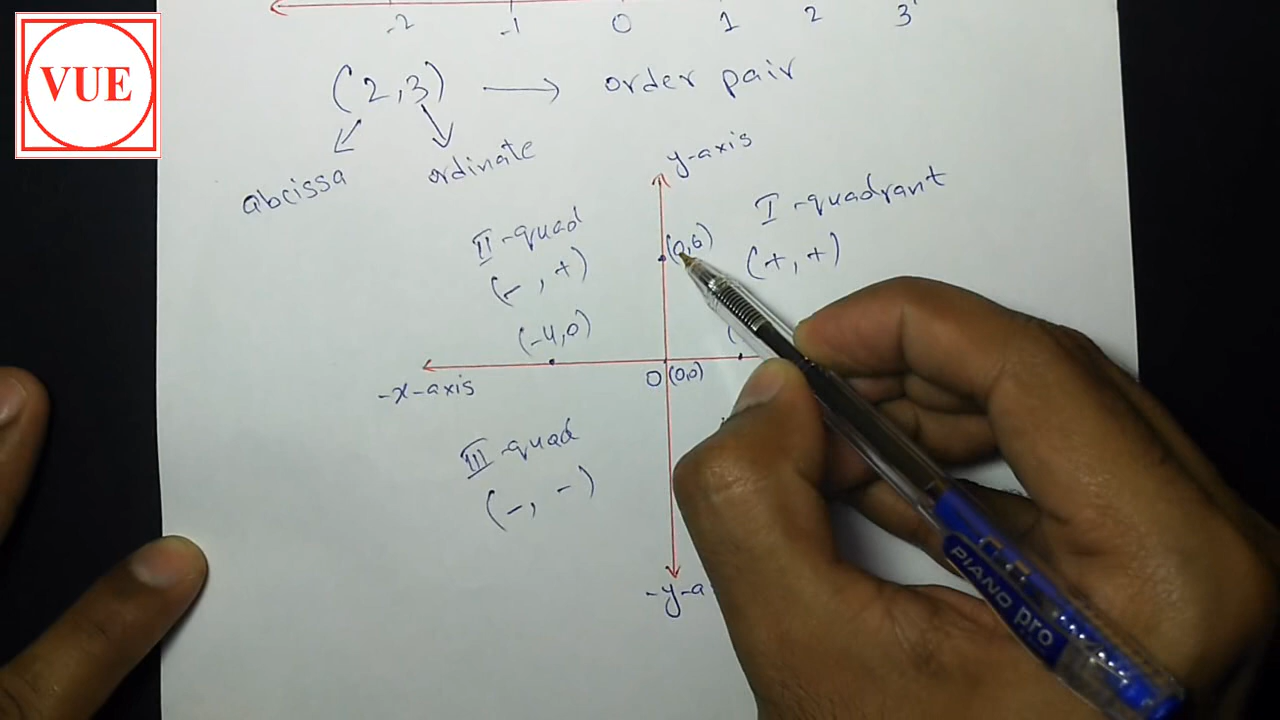 VUE
-2 -1 0 1 2 3
(2,3) → order pair
abcissa ordinate
y-axis
II-quad I-quadrant
(-, +) (0,6) (+, +)
(-4,0) (
-x-axis O (0,0)
III-quad
(-, -)
-y-a
PIANO pro